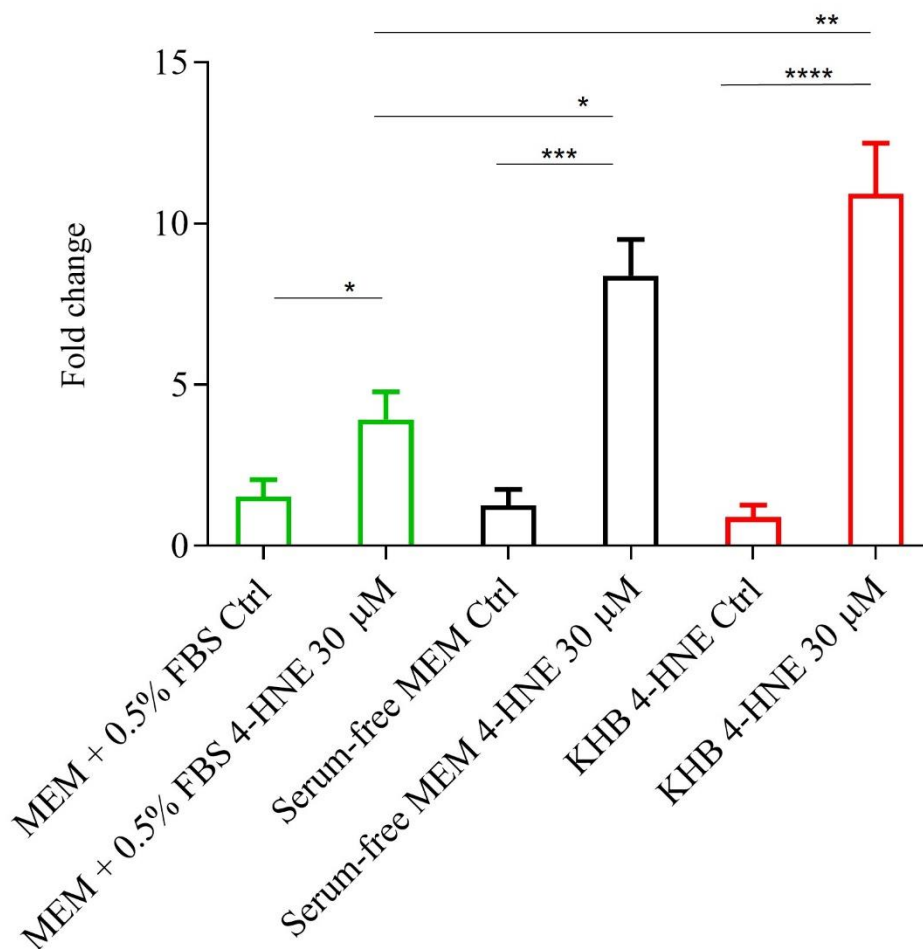 **
15
****
*
***
10
Fold change
*
5
0
MEM + 0.5% FBS Ctrl
MEM + 0.5% FBS 4-HNE 30 μM
Serum-free MEM Ctrl
Serum-free MEM 4-HNE 30 μM
KHB 4-HNE Ctrl
KHB 4-HNE 30 μM